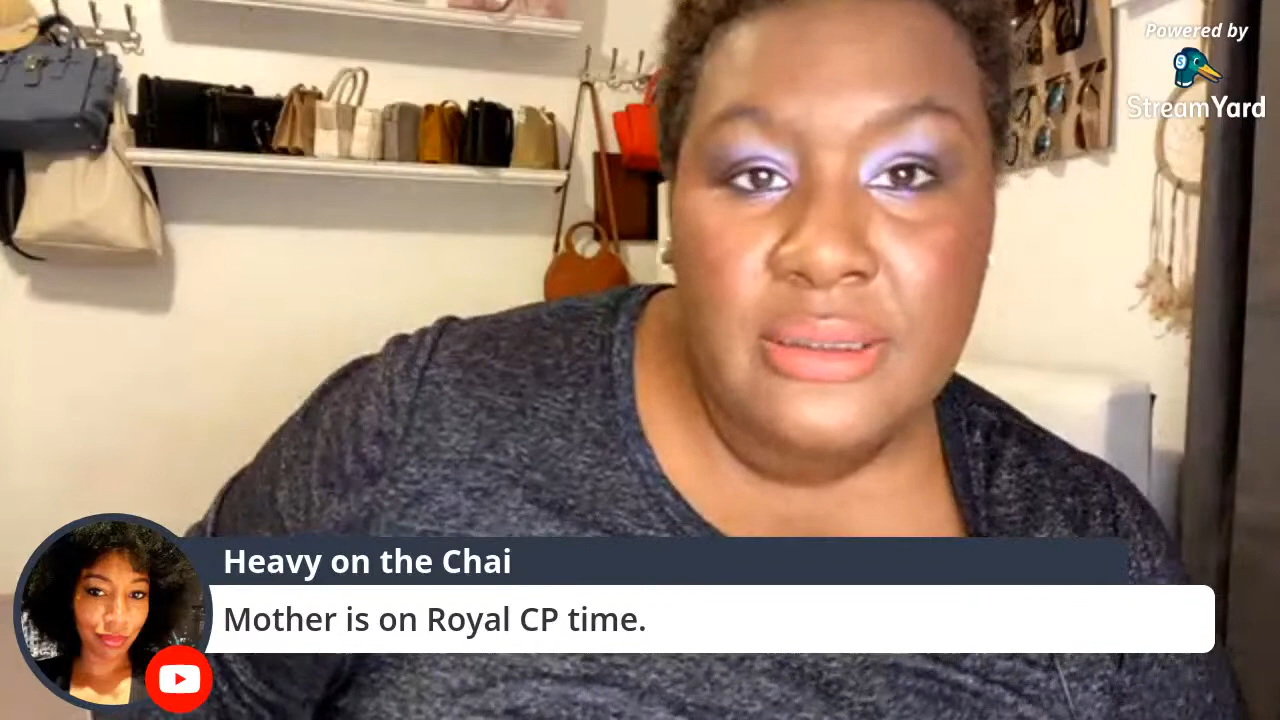 Powered by
StreamYard
Heavy on the Chai
Mother is on Royal CP time.